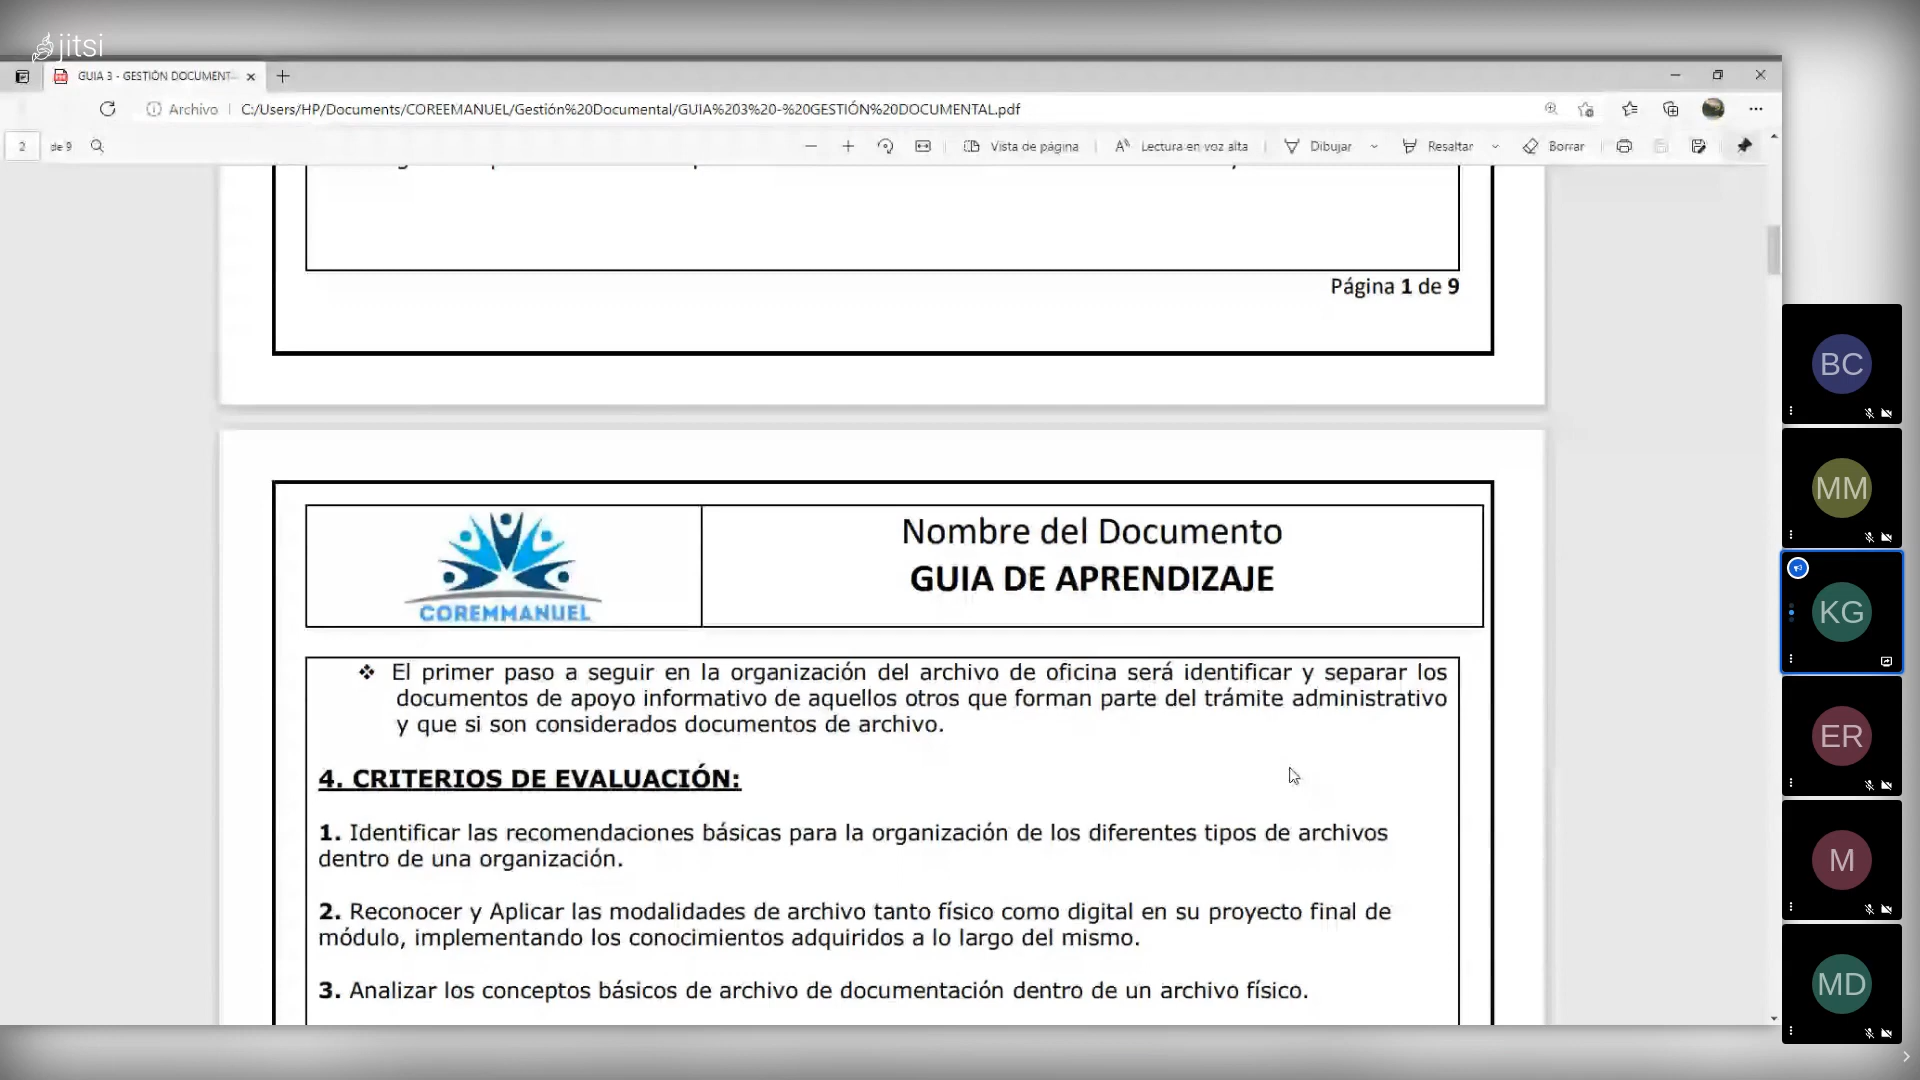 jitsi
GUIA 3 - GESTIÓN DOCUMENT
Archivo C:/Users/HP/Documents/COREEMANUEL/Gestión%20Documental/GUIA%203%20-%20GESTIÓN%20DOCUMENTAL.pdf
2 de 9 Vista de página Lectura en voz alta Dibujar Resaltar Borrar
Página 1 de 9
COREMMANUEL
Nombre del Documento
GUIA DE APRENDIZAJE
❖ El primer paso a seguir en la organización del archivo de oficina será identificar y separar los
documentos de apoyo informativo de aquellos otros que forman parte del trámite administrativo
y que si son considerados documentos de archivo.
4. CRITERIOS DE EVALUACIÓN:
1. Identificar las recomendaciones básicas para la organización de los diferentes tipos de archivos
dentro de una organización.
2. Reconocer y Aplicar las modalidades de archivo tanto físico como digital en su proyecto final de
módulo, implementando los conocimientos adquiridos a lo largo del mismo.
3. Analizar los conceptos básicos de archivo de documentación dentro de un archivo físico.
BC
MM
KG
ER
M
MD